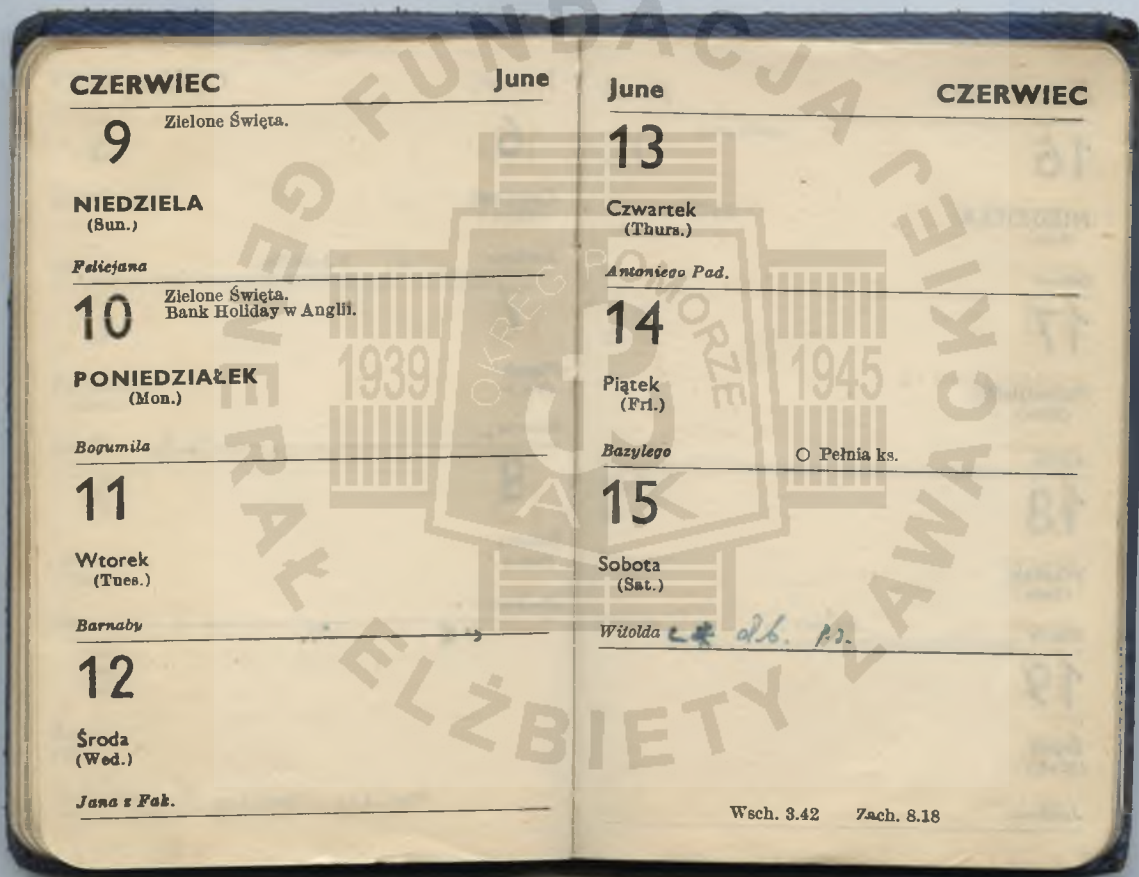 CZERWIEC June
9 Zielone Święta.
NIEDZIELA
(Sun.)
Felicjana
10 Zielone Święta.
Bank Holiday w Anglii.
PONIEDZIAŁEK
(Mon.)
Bogumila
11
Wtorek
(Tues.)
Barnaby
12
Środa
(Wed.)
Jana z Fak.
June CZERWIEC
13
Czwartek
(Thurs.)
Antoniego Pad.
14
Piątek
(Fri.)
Bazylego O Pełnia ks.
15
Sobota
(Sat.)
Witolda
Wsch. 3.42 Zach. 8.18
FUNDACJA GENERAŁ ELŻBIETY ZAWACKIEJ
OKRĘG POMORZE
1939 1945
AK